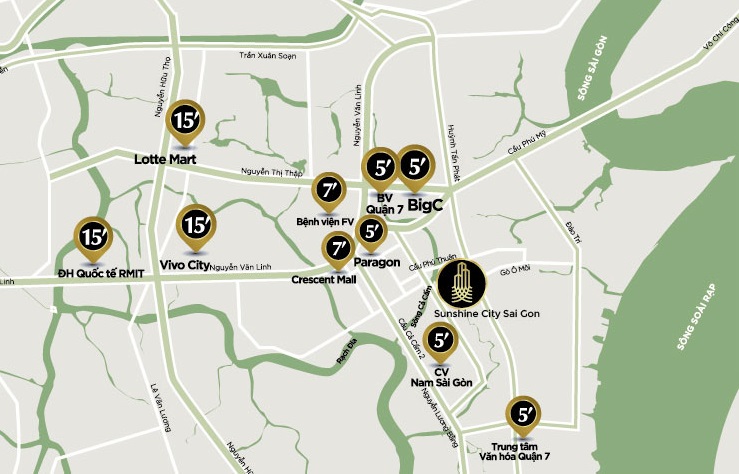 SÔNG SÀI GÒN
Võ Chí Công
Trần Xuân Soạn
Nguyễn Hữu Thọ
Nguyễn Văn Linh
Huỳnh Tấn Phát
Cầu Phú Mỹ
15'
Lotte Mart
Nguyễn Thị Thập
5'
BV
Quận 7
5'
BigC
7'
Bệnh viện FV
15'
ĐH Quốc tế RMIT
15'
Vivo City
Nguyễn Văn Linh
7'
Crescent Mall
5'
Paragon
Đào Trí
Cầu Phú Thuận
Gò Ô Môi
Linh
Sunshine City Sai Gon
Sông Cả Cấm
Cầu Cả Cấm 2
Rạch Đỉa
SÔNG SOÀI RẠP
5'
CV
Nam Sài Gòn
Lê Văn Lương
Nguyễn Lương Bằng
5'
Trung tâm
Văn hóa Quận 7